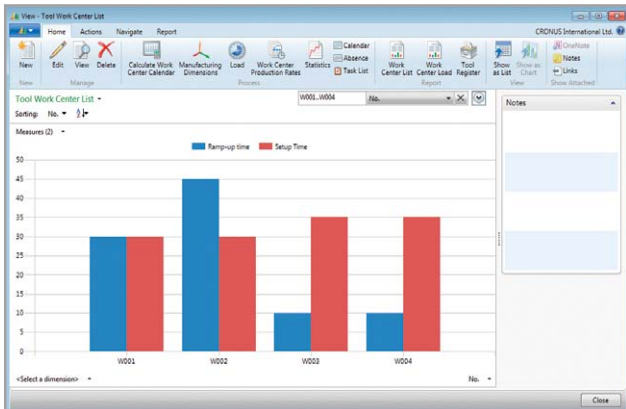 View - Tool Work Center List
Home Actions Navigate Report CRONUS International Ltd.
New Edit View Delete Calculate Work Center Calendar Manufacturing Dimensions Load Work Center Production Rates Statistics Calendar Absence Task List Work Center List Work Center Load Tool Register Show as List Show as Chart OneNote Notes Links
New Manage Process Report View Show Attached
Tool Work Center List W001..W004 No.
Sorting: No.
Measures (2)
Ramp-up time Setup Time
50
45
40
35
30
25
20
15
10
5
0
W001 W002 W003 W004
<Select a dimension> No.
Notes
Close